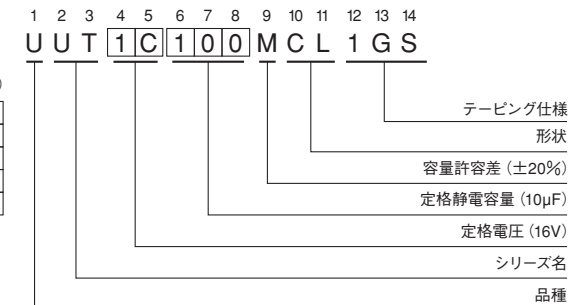 1 2 3 4 5 6 7 8 9 10 11 12 13 14
U U T 1 C 1 0 0 M C L 1 G S
)
テーピング仕様
形状
容量許容差 (±20%)
定格静電容量 (10µF)
定格電圧 (16V)
シリーズ名
品種